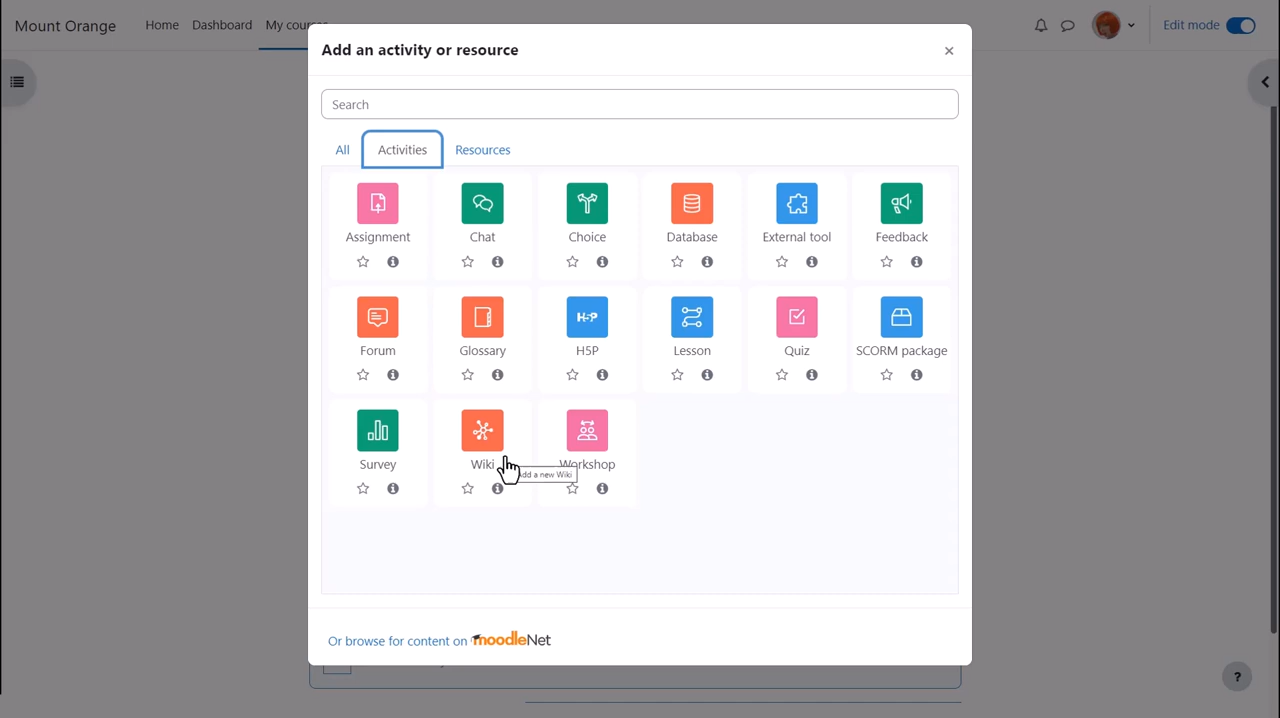 Mount Orange
Home Dashboard My cour
Edit mode
Add an activity or resource
×
Search
All Activities Resources
Assignment Chat Choice Database External tool Feedback
H5P
Forum Glossary H5P Lesson Quiz SCORM package
Survey Wiki Workshop
Add a new Wiki
Or browse for content on moodleNet
?